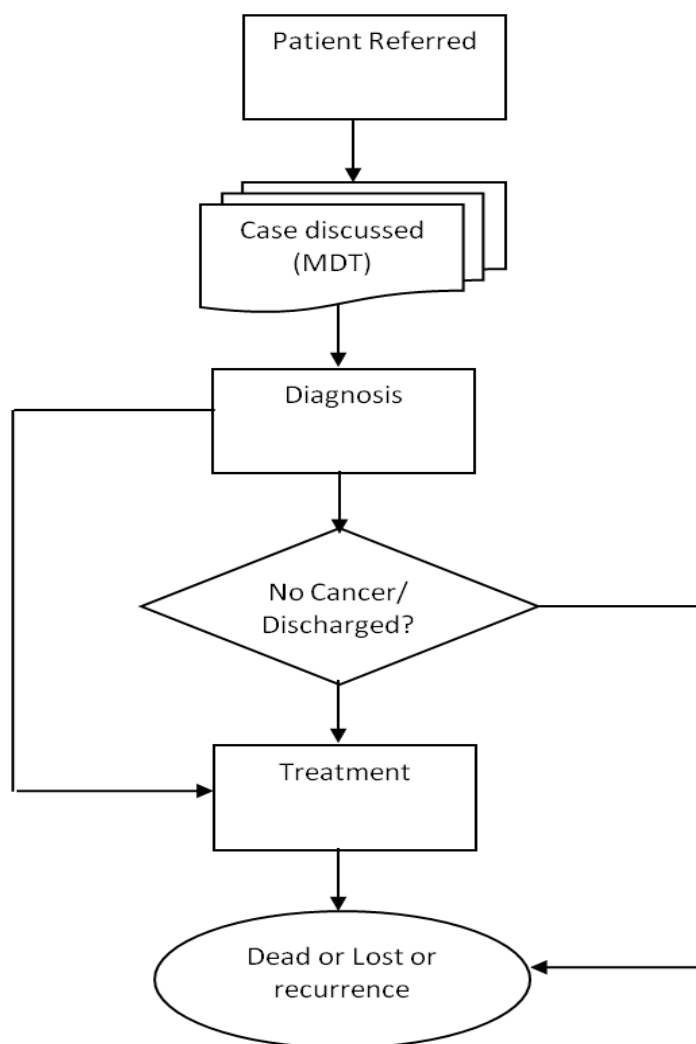 Patient Referred
Case discussed
(MDT)
Diagnosis
No Cancer/
Discharged?
Treatment
Dead or Lost or
recurrence